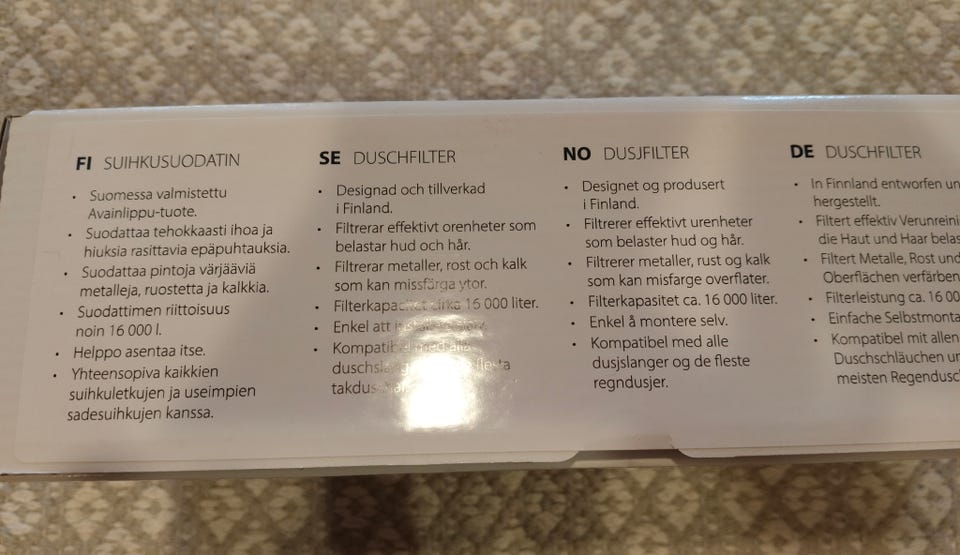 FI SUIHKUSUODATIN
• Suomessa valmistettu
Avainlippu-tuote.
• Suodattaa tehokkaasti ihoa ja
hiuksia rasittavia epäpuhtauksia.
• Suodattaa pintoja värjääviä
metalleja, ruostetta ja kalkkia.
• Suodattimen riittoisuus
noin 16 000 l.
• Helppo asentaa itse.
• Yhteensopiva kaikkien
suihkuletkujen ja useimpien
sadesuihkujen kanssa.
SE DUSCHFILTER
• Designad och tillverkad
i Finland.
• Filtrerar effektivt orenheter som
belastar hud och hår.
• Filtrerar metaller, rost och kalk
som kan missfärga ytor.
• Filterkapacitet cirka 16 000 liter.
• Enkel att
•
flesta
NO DUSJFILTER
• Designet og produsert
i Finland.
• Filtrerer effektivt urenheter
som belaster hud og hår.
• Filtrerer metaller, rust og kalk
som kan misfarge overflater.
• Filterkapasitet ca. 16 000 liter.
• Enkel å montere selv.
• Kompatibel med alle
dusjslanger og de fleste
regndusjer.
DE DUSCHFILTER
• In Finnland entworfen un
hergestellt.
• Filtert effektiv Verunreini
die Haut und Haar belas
• Filtert Metalle, Rost und
Oberflächen verfärben
• Filterleistung ca. 16 00
• Einfache Selbstmonta
• Kompatibel mit allen
Duschschläuchen un
meisten Regendusc